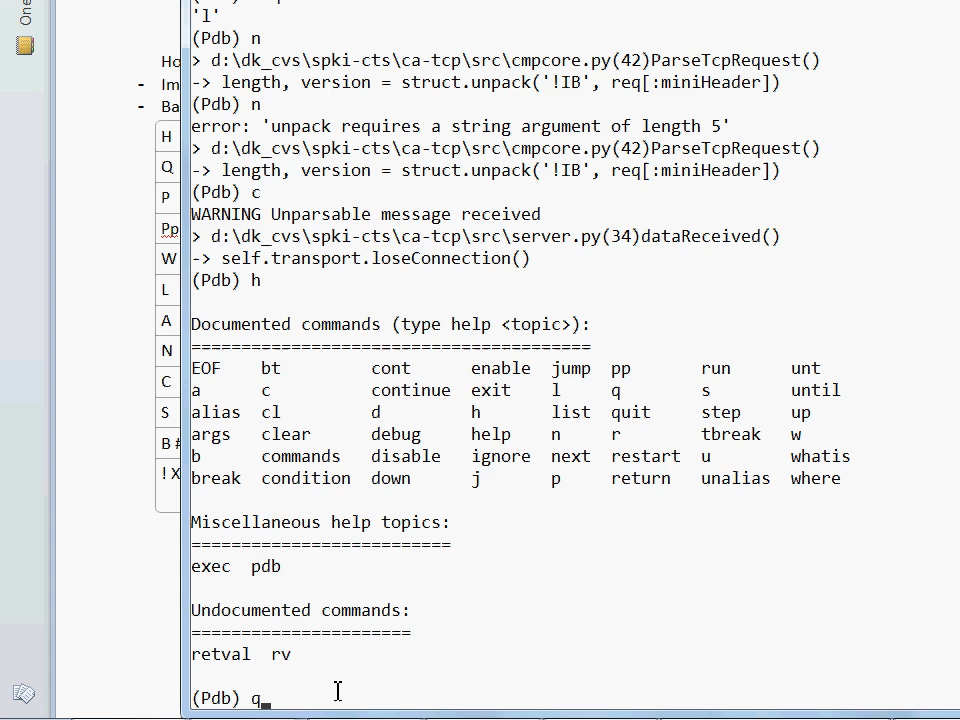 One
'l'
(Pdb) n
> d:\dk_cvs\spki-cts\ca-tcp\src\cmpcore.py(42)ParseTcpRequest()
-> length, version = struct.unpack('!IB', req[:miniHeader])
(Pdb) n
error: 'unpack requires a string argument of length 5'
> d:\dk_cvs\spki-cts\ca-tcp\src\cmpcore.py(42)ParseTcpRequest()
-> length, version = struct.unpack('!IB', req[:miniHeader])
(Pdb) c
WARNING Unparsable message received
> d:\dk_cvs\spki-cts\ca-tcp\src\server.py(34)dataReceived()
-> self.transport.loseConnection()
(Pdb) h
Documented commands (type help <topic>):
========================================
EOF bt cont enable jump pp run unt
a c continue exit l q s until
alias cl d h list quit step up
args clear debug help n r tbreak w
b commands disable ignore next restart u whatis
break condition down j p return unalias where
Miscellaneous help topics:
==========================
exec pdb
Undocumented commands:
======================
retval rv
(Pdb) q
Ho
- Im
- Ba
H
Q
P
Pp
W
L
A
N
C
S
B #
! X